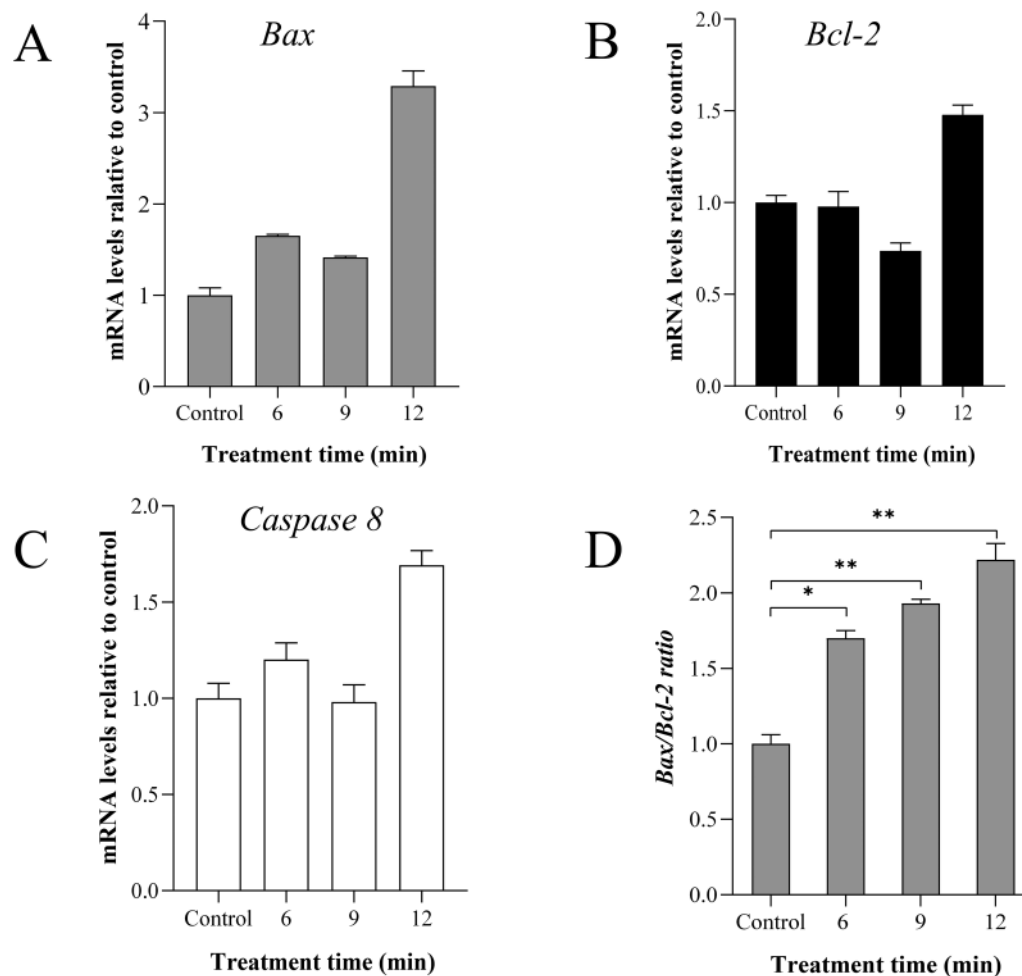 A
Bax
mRNA levels ralative to control
4
3
2
1
0
Control 6 9 12
Treatment time (min)
B
Bcl-2
mRNA levels relative to control
2.0
1.5
1.0
0.5
0.0
Control 6 9 12
Treatment time (min)
C
Caspase 8
mRNA levels relative to control
2.0
1.5
1.0
0.5
0.0
Control 6 9 12
Treatment time (min)
D
Bax/Bcl-2 ratio
2.5
2.0
1.5
1.0
0.5
0.0
**
**
*
Control 6 9 12
Treatment time (min)